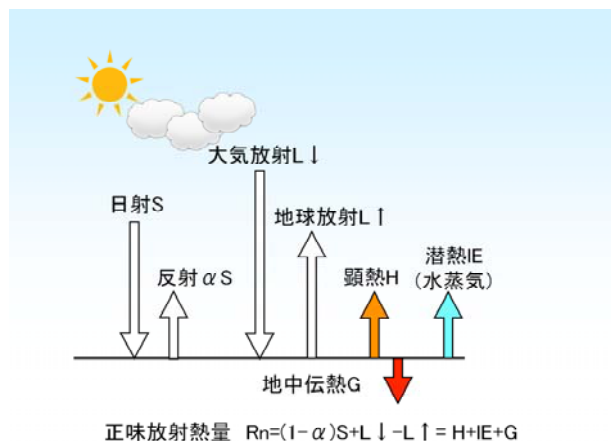 大気放射L↓
日射S
地球放射L↑
反射αS
顕熱H
潜熱lE
(水蒸気)
地中伝熱G
正味放射熱量 Rn=(1-α)S+L↓-L↑=H+lE+G